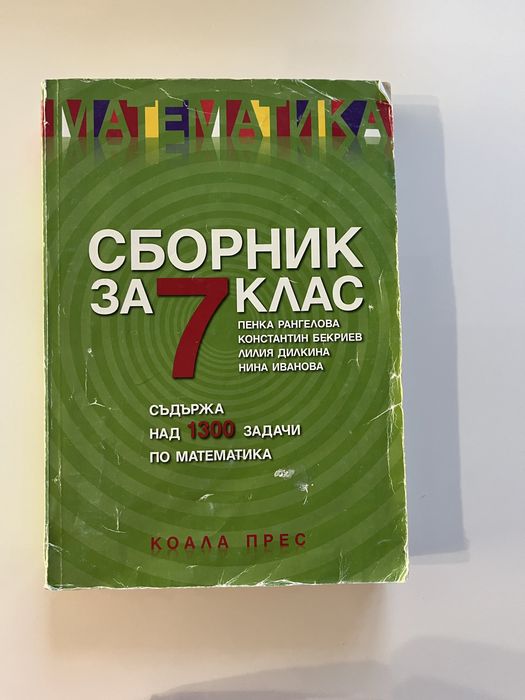 МАТЕМАТИКА
СБОРНИК
ЗА 7 КЛАС
ПЕНКА РАНГЕЛОВА
КОНСТАНТИН БЕКРИЕВ
ЛИЛИЯ ДИЛКИНА
НИНА ИВАНОВА
СЪДЪРЖА
НАД 1300 ЗАДАЧИ
ПО МАТЕМАТИКА
КОАЛА ПРЕС